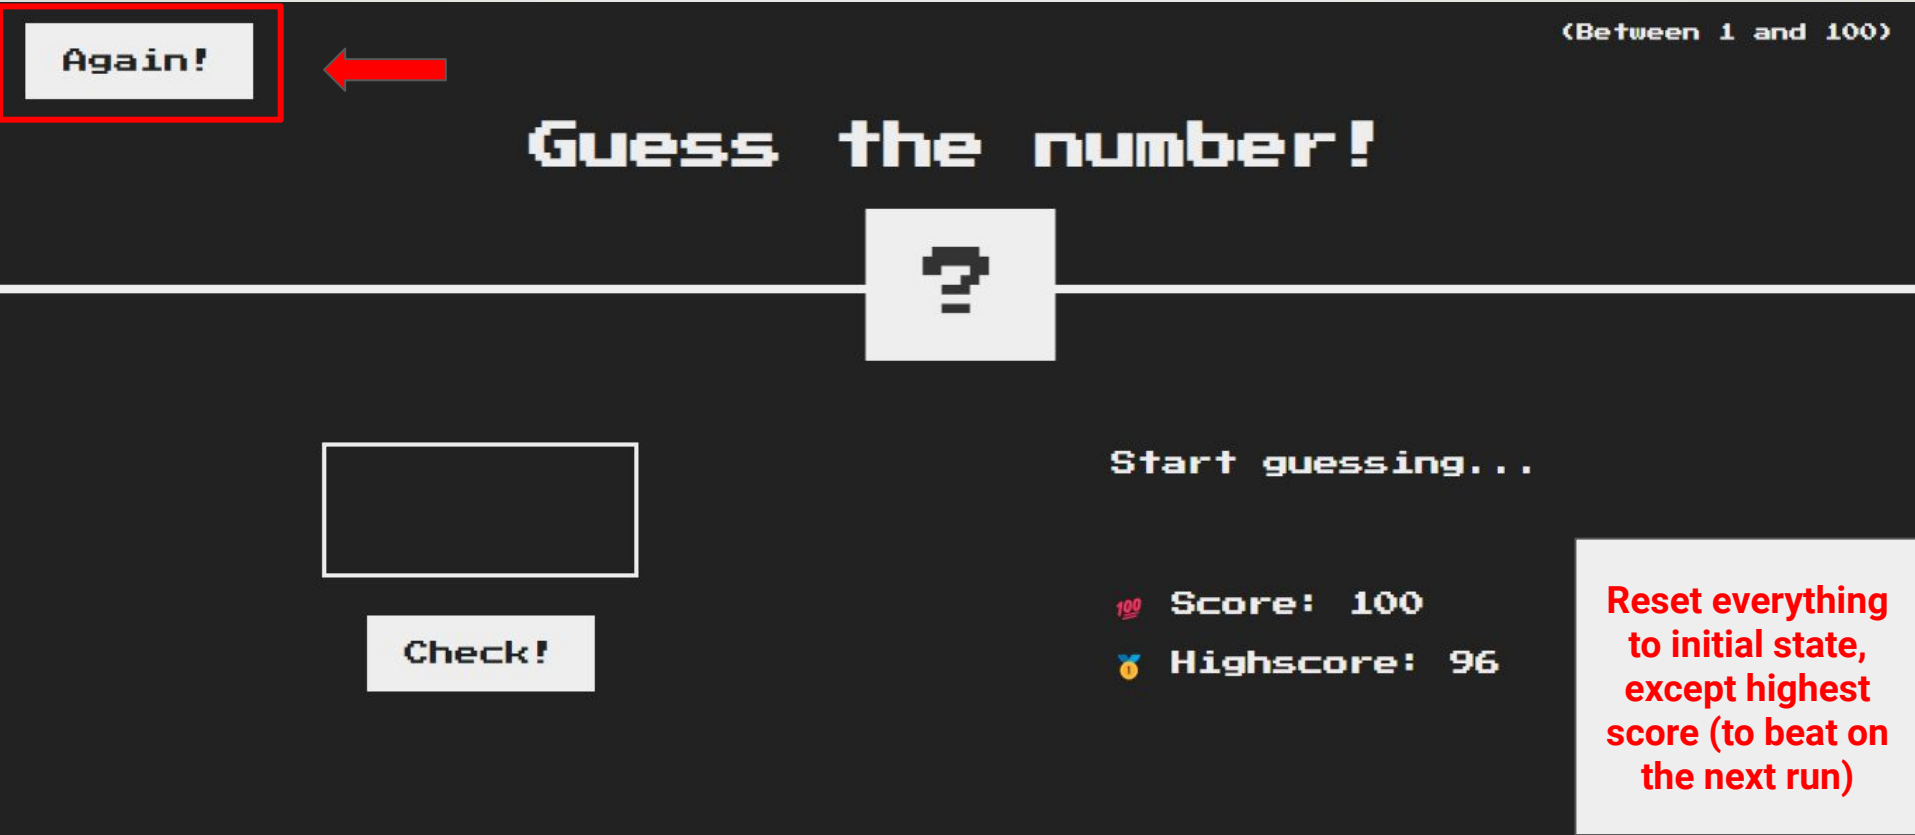 Again!
(Between 1 and 100)
Guess the number!
?
Start guessing...
💯 Score: 100
🥇 Highscore: 96
Check!
Reset everything
to initial state,
except highest
score (to beat on
the next run)